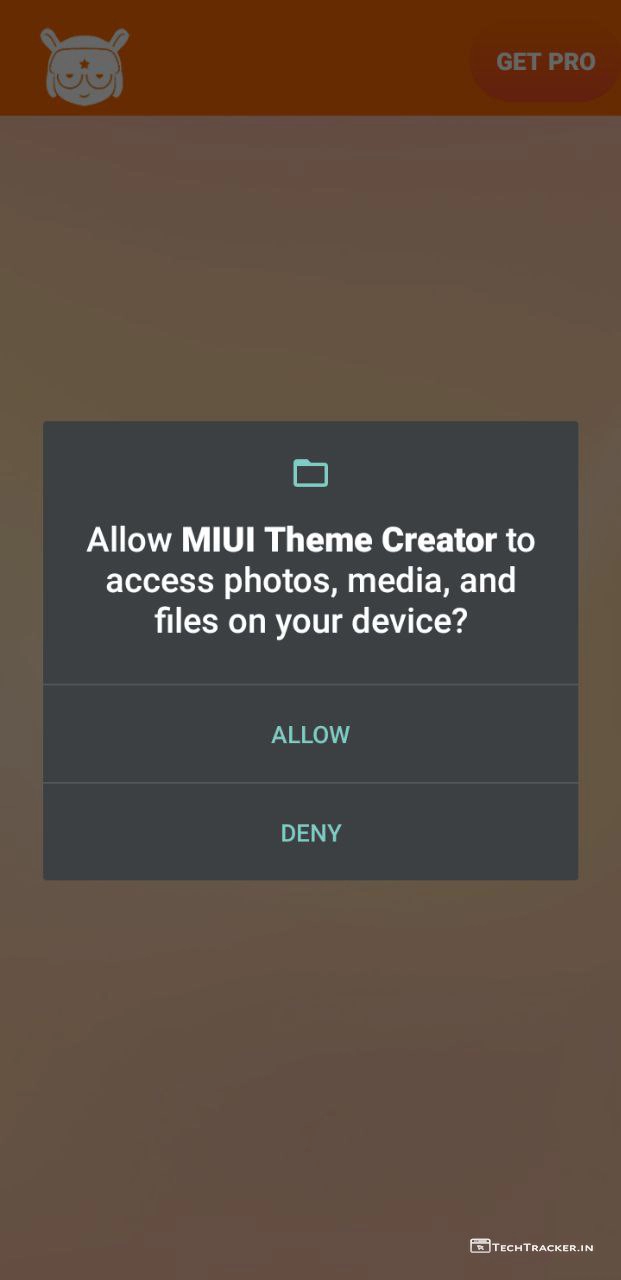 GET PRO
Allow MIUI Theme Creator to
access photos, media, and
files on your device?
ALLOW
DENY
TECHTRACKER.IN